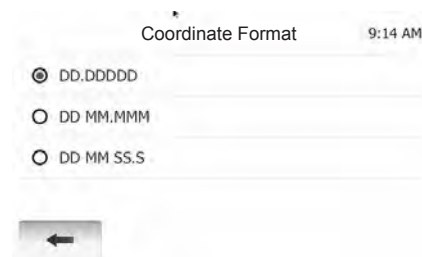 Coordinate Format
9:14 AM
DD.DDDDD
DD MM.MMM
DD MM SS.S